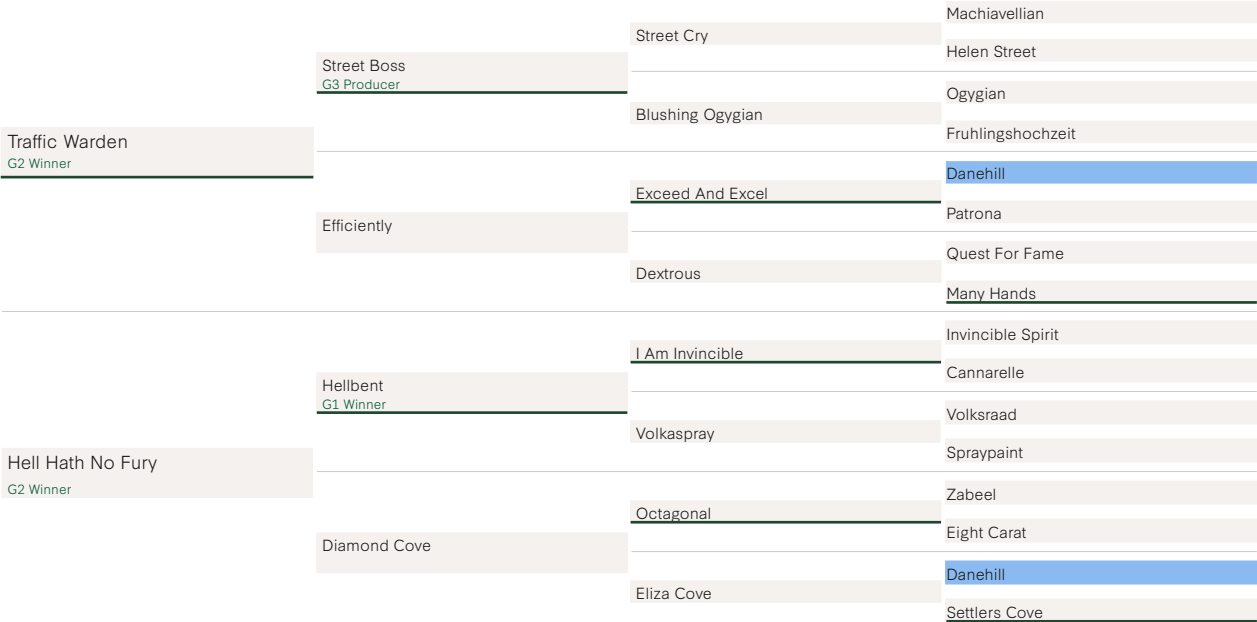 Traffic Warden
G2 Winner
Hell Hath No Fury
G2 Winner
Street Boss
G3 Producer
Efficiently
Hellbent
G1 Winner
Diamond Cove
Street Cry
Blushing Ogygian
Exceed And Excel
Dextrous
I Am Invincible
Volkaspray
Octagonal
Eliza Cove
Machiavellian
Helen Street
Ogygian
Fruhlingshochzeit
Danehill
Patrona
Quest For Fame
Many Hands
Invincible Spirit
Cannarelle
Volksraad
Spraypaint
Zabeel
Eight Carat
Danehill
Settlers Cove